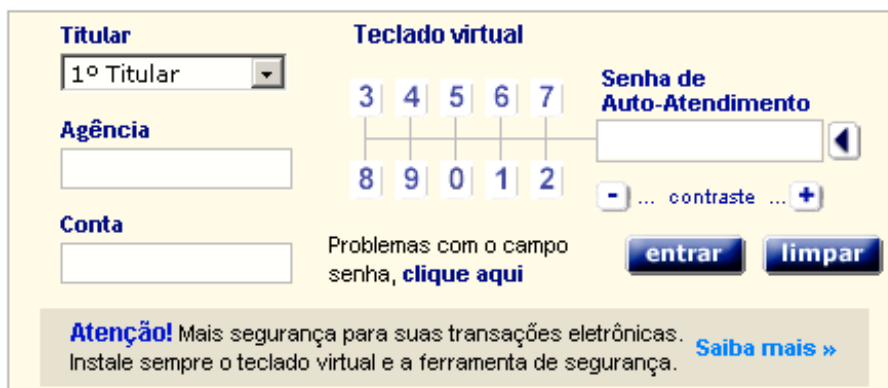 Titular
1º Titular
Agência
Conta
Teclado virtual
3 4 5 6 7
8 9 0 1 2
Senha de
Auto-Atendimento
- ... contraste ... +
Problemas com o campo
senha, clique aqui
entrar
limpar
Atenção! Mais segurança para suas transações eletrônicas.
Instale sempre o teclado virtual e a ferramenta de segurança.
Saiba mais »